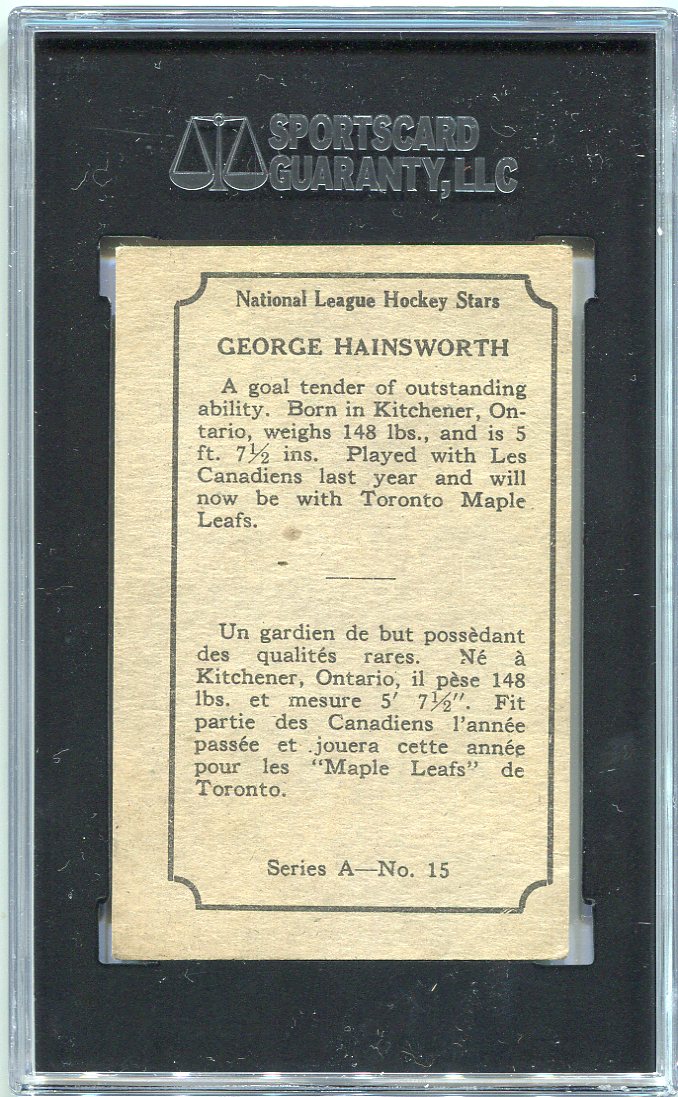 SPORTSCARD
GUARANTY, LLC
National League Hockey Stars
GEORGE HAINSWORTH
A goal tender of outstanding
ability. Born in Kitchener, On-
tario, weighs 148 lbs., and is 5
ft. 7½ ins. Played with Les
Canadiens last year and will
now be with Toronto Maple
Leafs.
Un gardien de but possèdant
des qualités rares. Né à
Kitchener, Ontario, il pèse 148
lbs. et mesure 5′ 7½″. Fit
partie des Canadiens l'année
passée et jouera cette année
pour les "Maple Leafs" de
Toronto.
Series A—No. 15